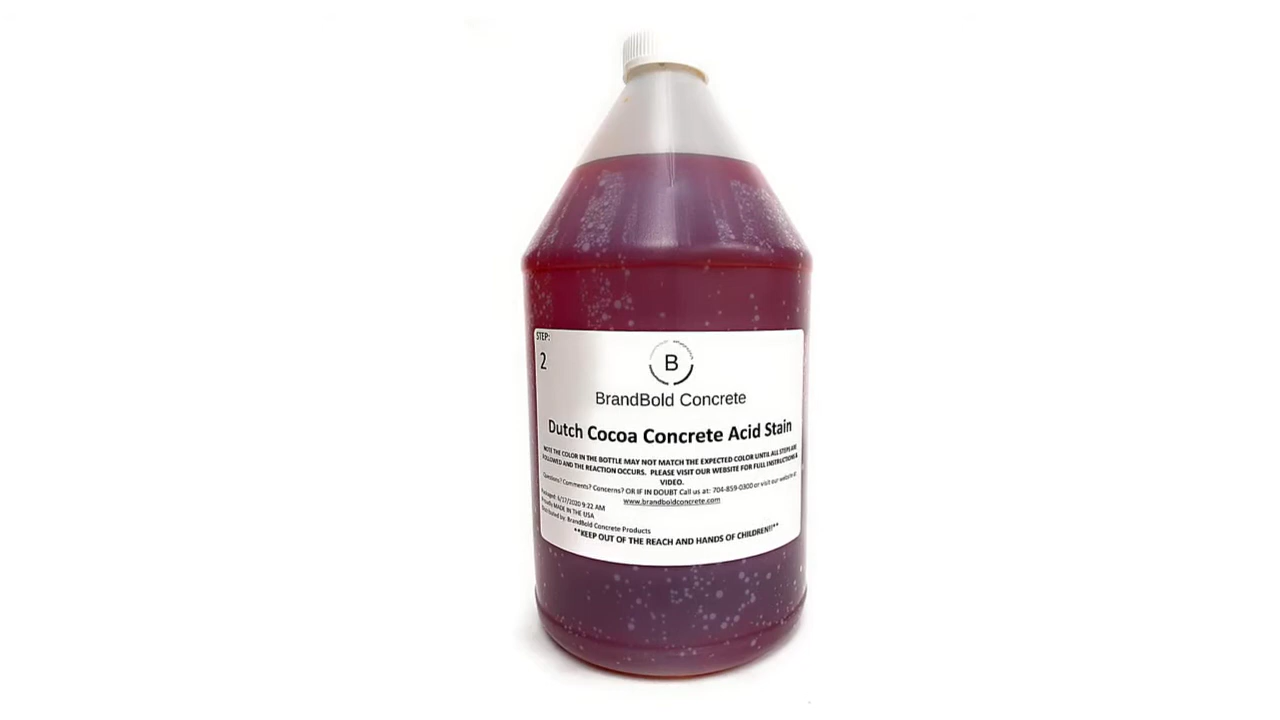 STEP:
2
B
BrandBold Concrete
Dutch Cocoa Concrete Acid Stain
NOTE THE COLOR IN THE BOTTLE MAY NOT MATCH THE EXPECTED COLOR UNTIL ALL STEPS ARE
FOLLOWED AND THE REACTION OCCURS. PLEASE VISIT OUR WEBSITE FOR FULL INSTRUCTIONS &
VIDEO.
Questions? Comments? Concerns? OR IF IN DOUBT Call us at: 704-859-0300 or visit our website at
www.brandboldconcrete.com
Packaged: 6/17/2020 9:22 AM
Proudly MADE IN THE USA
Distributed by: BrandBold Concrete Products
**KEEP OUT OF THE REACH AND HANDS OF CHILDREN!!!**